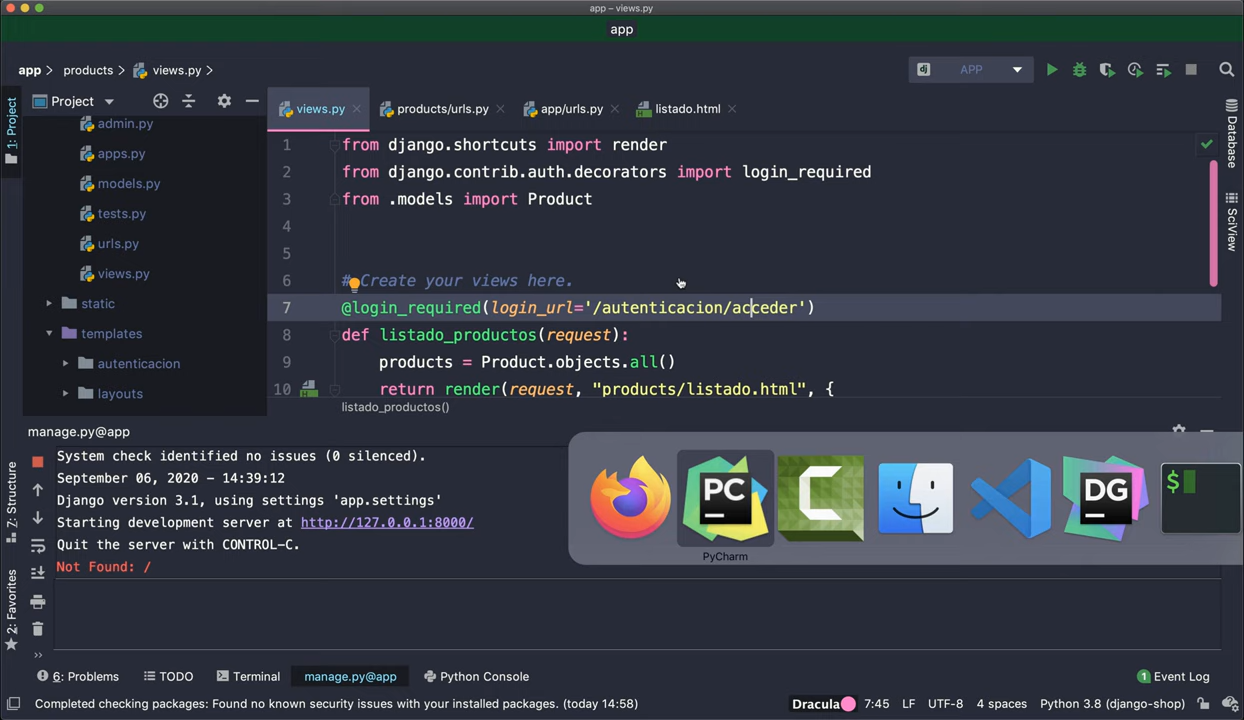 app – views.py
app
app
products
views.py
APP
Project
views.py
products/urls.py
app/urls.py
listado.html
1: Project
Database
SciView
admin.py
apps.py
models.py
tests.py
urls.py
views.py
static
templates
autenticacion
layouts
1 from django.shortcuts import render
2 from django.contrib.auth.decorators import login_required
3 from .models import Product
4
5
6 # Create your views here.
7 @login_required(login_url='/autenticacion/acceder')
8 def listado_productos(request):
9 products = Product.objects.all()
10 return render(request, "products/listado.html", {
listado_productos()
manage.py@app
System check identified no issues (0 silenced).
September 06, 2020 - 14:39:12
Django version 3.1, using settings 'app.settings'
Starting development server at http://127.0.0.1:8000/
Quit the server with CONTROL-C.
Not Found: /
7: Structure
2: Favorites
PC
C
DG
$
PyCharm
6: Problems
TODO
Terminal
manage.py@app
Python Console
1 Event Log
Completed checking packages: Found no known security issues with your installed packages. (today 14:58)
Dracula
7:45
LF
UTF-8
4 spaces
Python 3.8 (django-shop)